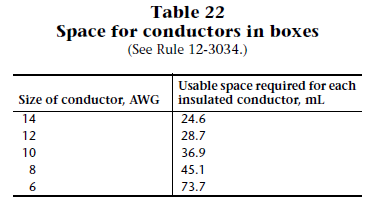 Table 22
Space for conductors in boxes
(See Rule 12-3034.)
Size of conductor, AWG
Usable space required for each
insulated conductor, mL
14 24.6
12 28.7
10 36.9
8 45.1
6 73.7